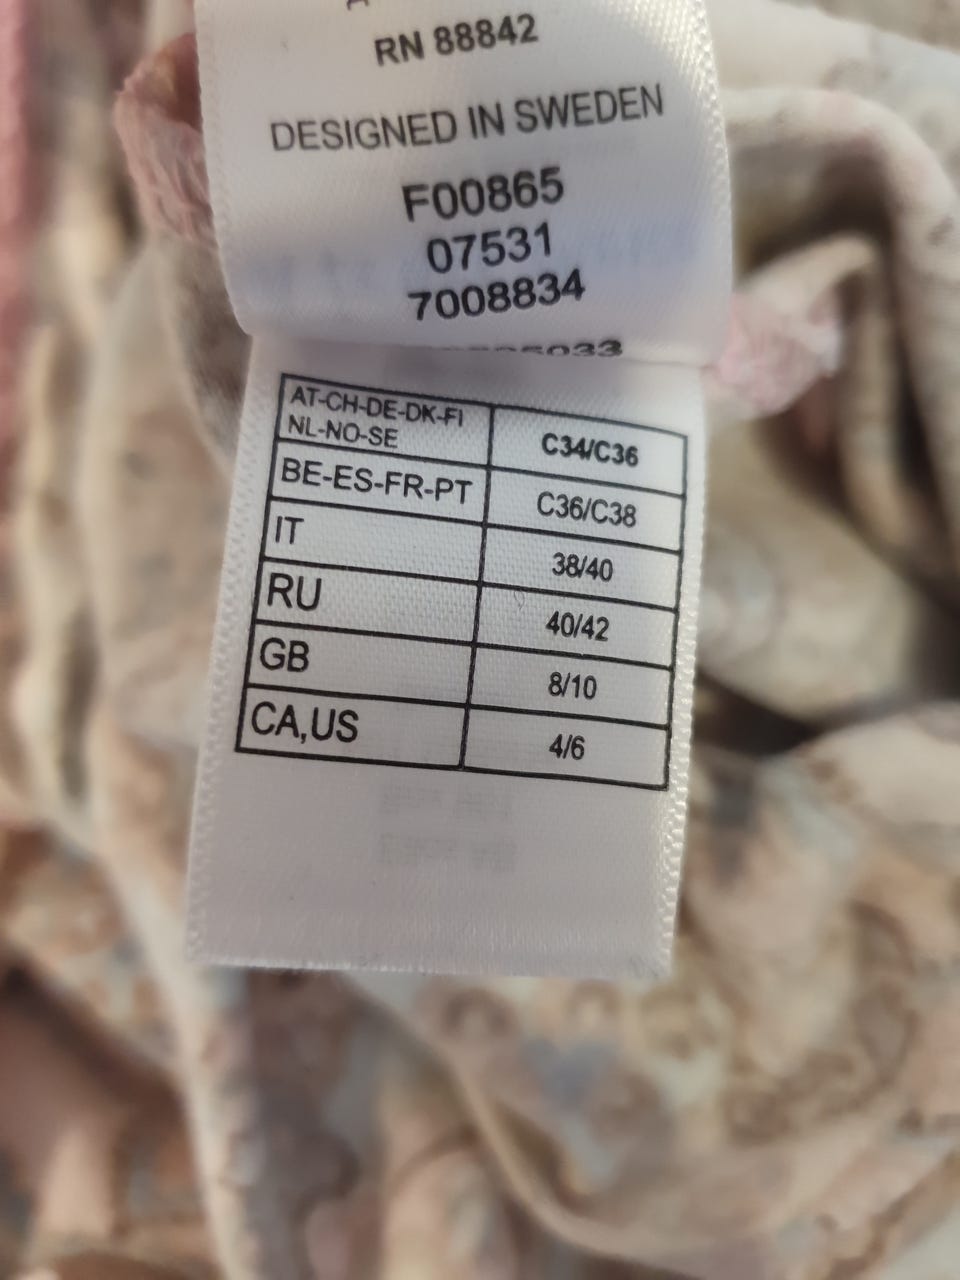 RN 88842
DESIGNED IN SWEDEN
F00865
07531
7008834
AT-CH-DE-DK-FI
NL-NO-SE
C34/C36
BE-ES-FR-PT
C36/C38
IT
38/40
RU
40/42
GB
8/10
CA,US
4/6